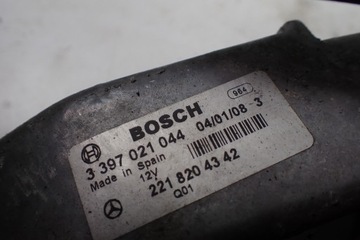 BOSCH
964
3 397 021 044 04/01/08 3
Made in Spain 12V
221 820 43 42
Q01